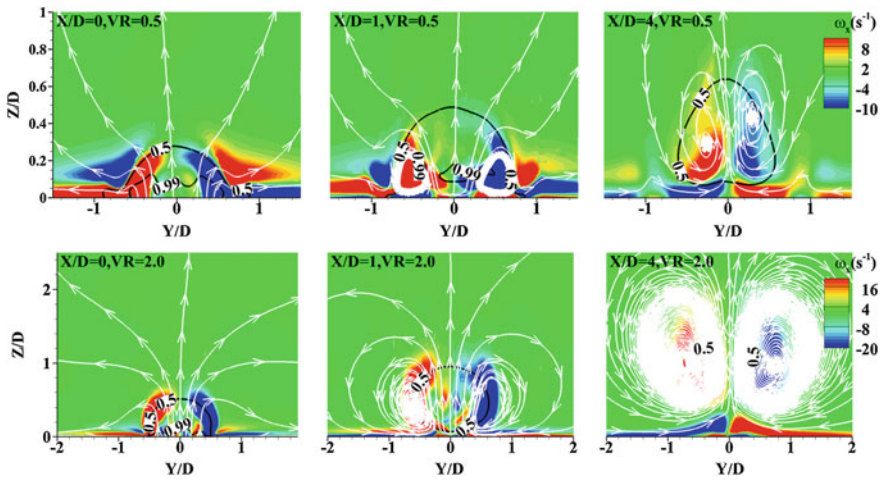 X/D=0,VR=0.5
X/D=1,VR=0.5
X/D=4,VR=0.5
ωx(s-1)
8
2
-4
-10
Z/D
1
0.8
0.6
0.4
0.2
0
0.5
0.99
0.5
0.5
0.99
0.99
0.5
0.5
0.5
-1 0 1
-1 0 1
-1 0 1
Y/D
Y/D
Y/D
X/D=0,VR=2.0
X/D=1,VR=2.0
X/D=4,VR=2.0
ωx(s-1)
16
4
-8
-20
Z/D
2
1
0
0.5
0.5
0.99
0.5
0.5
0.5
0.5
-2 -1 0 1 2
-2 -1 0 1 2
-2 -1 0 1 2
Y/D
Y/D
Y/D